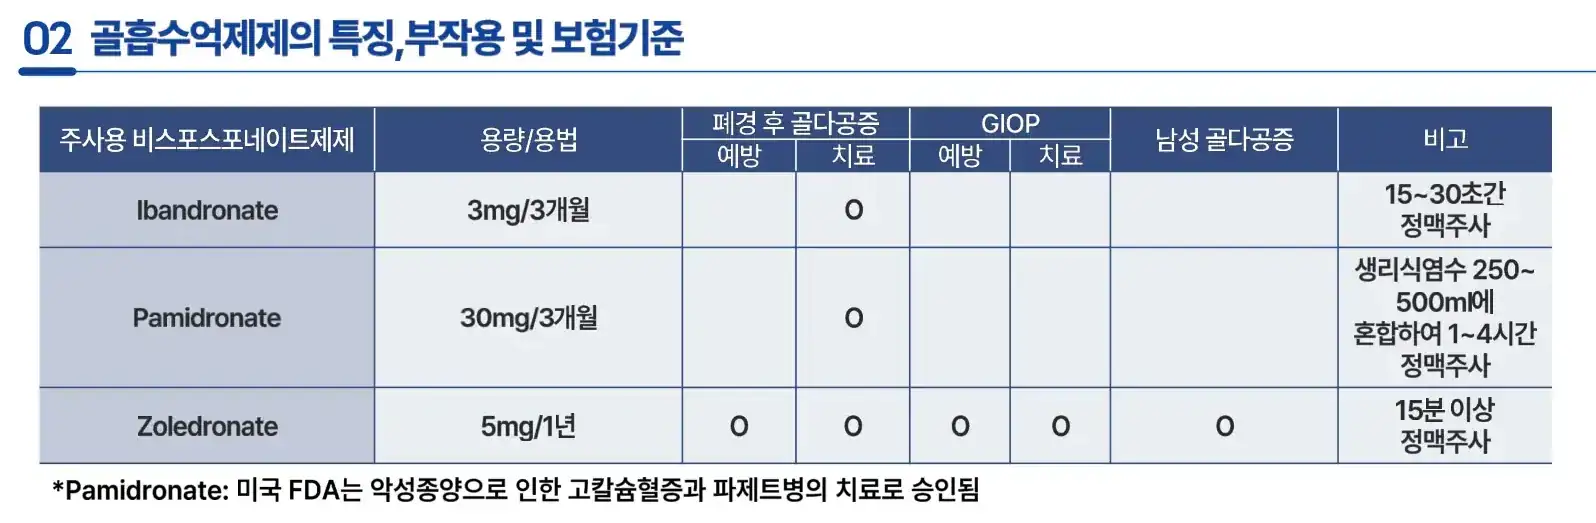 02 골흡수억제제의 특징,부작용 및 보험기준
주사용 비스포스포네이트제제 용량/용법 폐경 후 골다공증 GIOP 남성 골다공증 비고
예방 치료 예방 치료
Ibandronate 3mg/3개월 O 15~30초간
정맥주사
Pamidronate 30mg/3개월 O 생리식염수 250~
500ml에
혼합하여 1~4시간
정맥주사
Zoledronate 5mg/1년 O O O O O 15분 이상
정맥주사
*Pamidronate: 미국 FDA는 악성종양으로 인한 고칼슘혈증과 파제트병의 치료로 승인됨